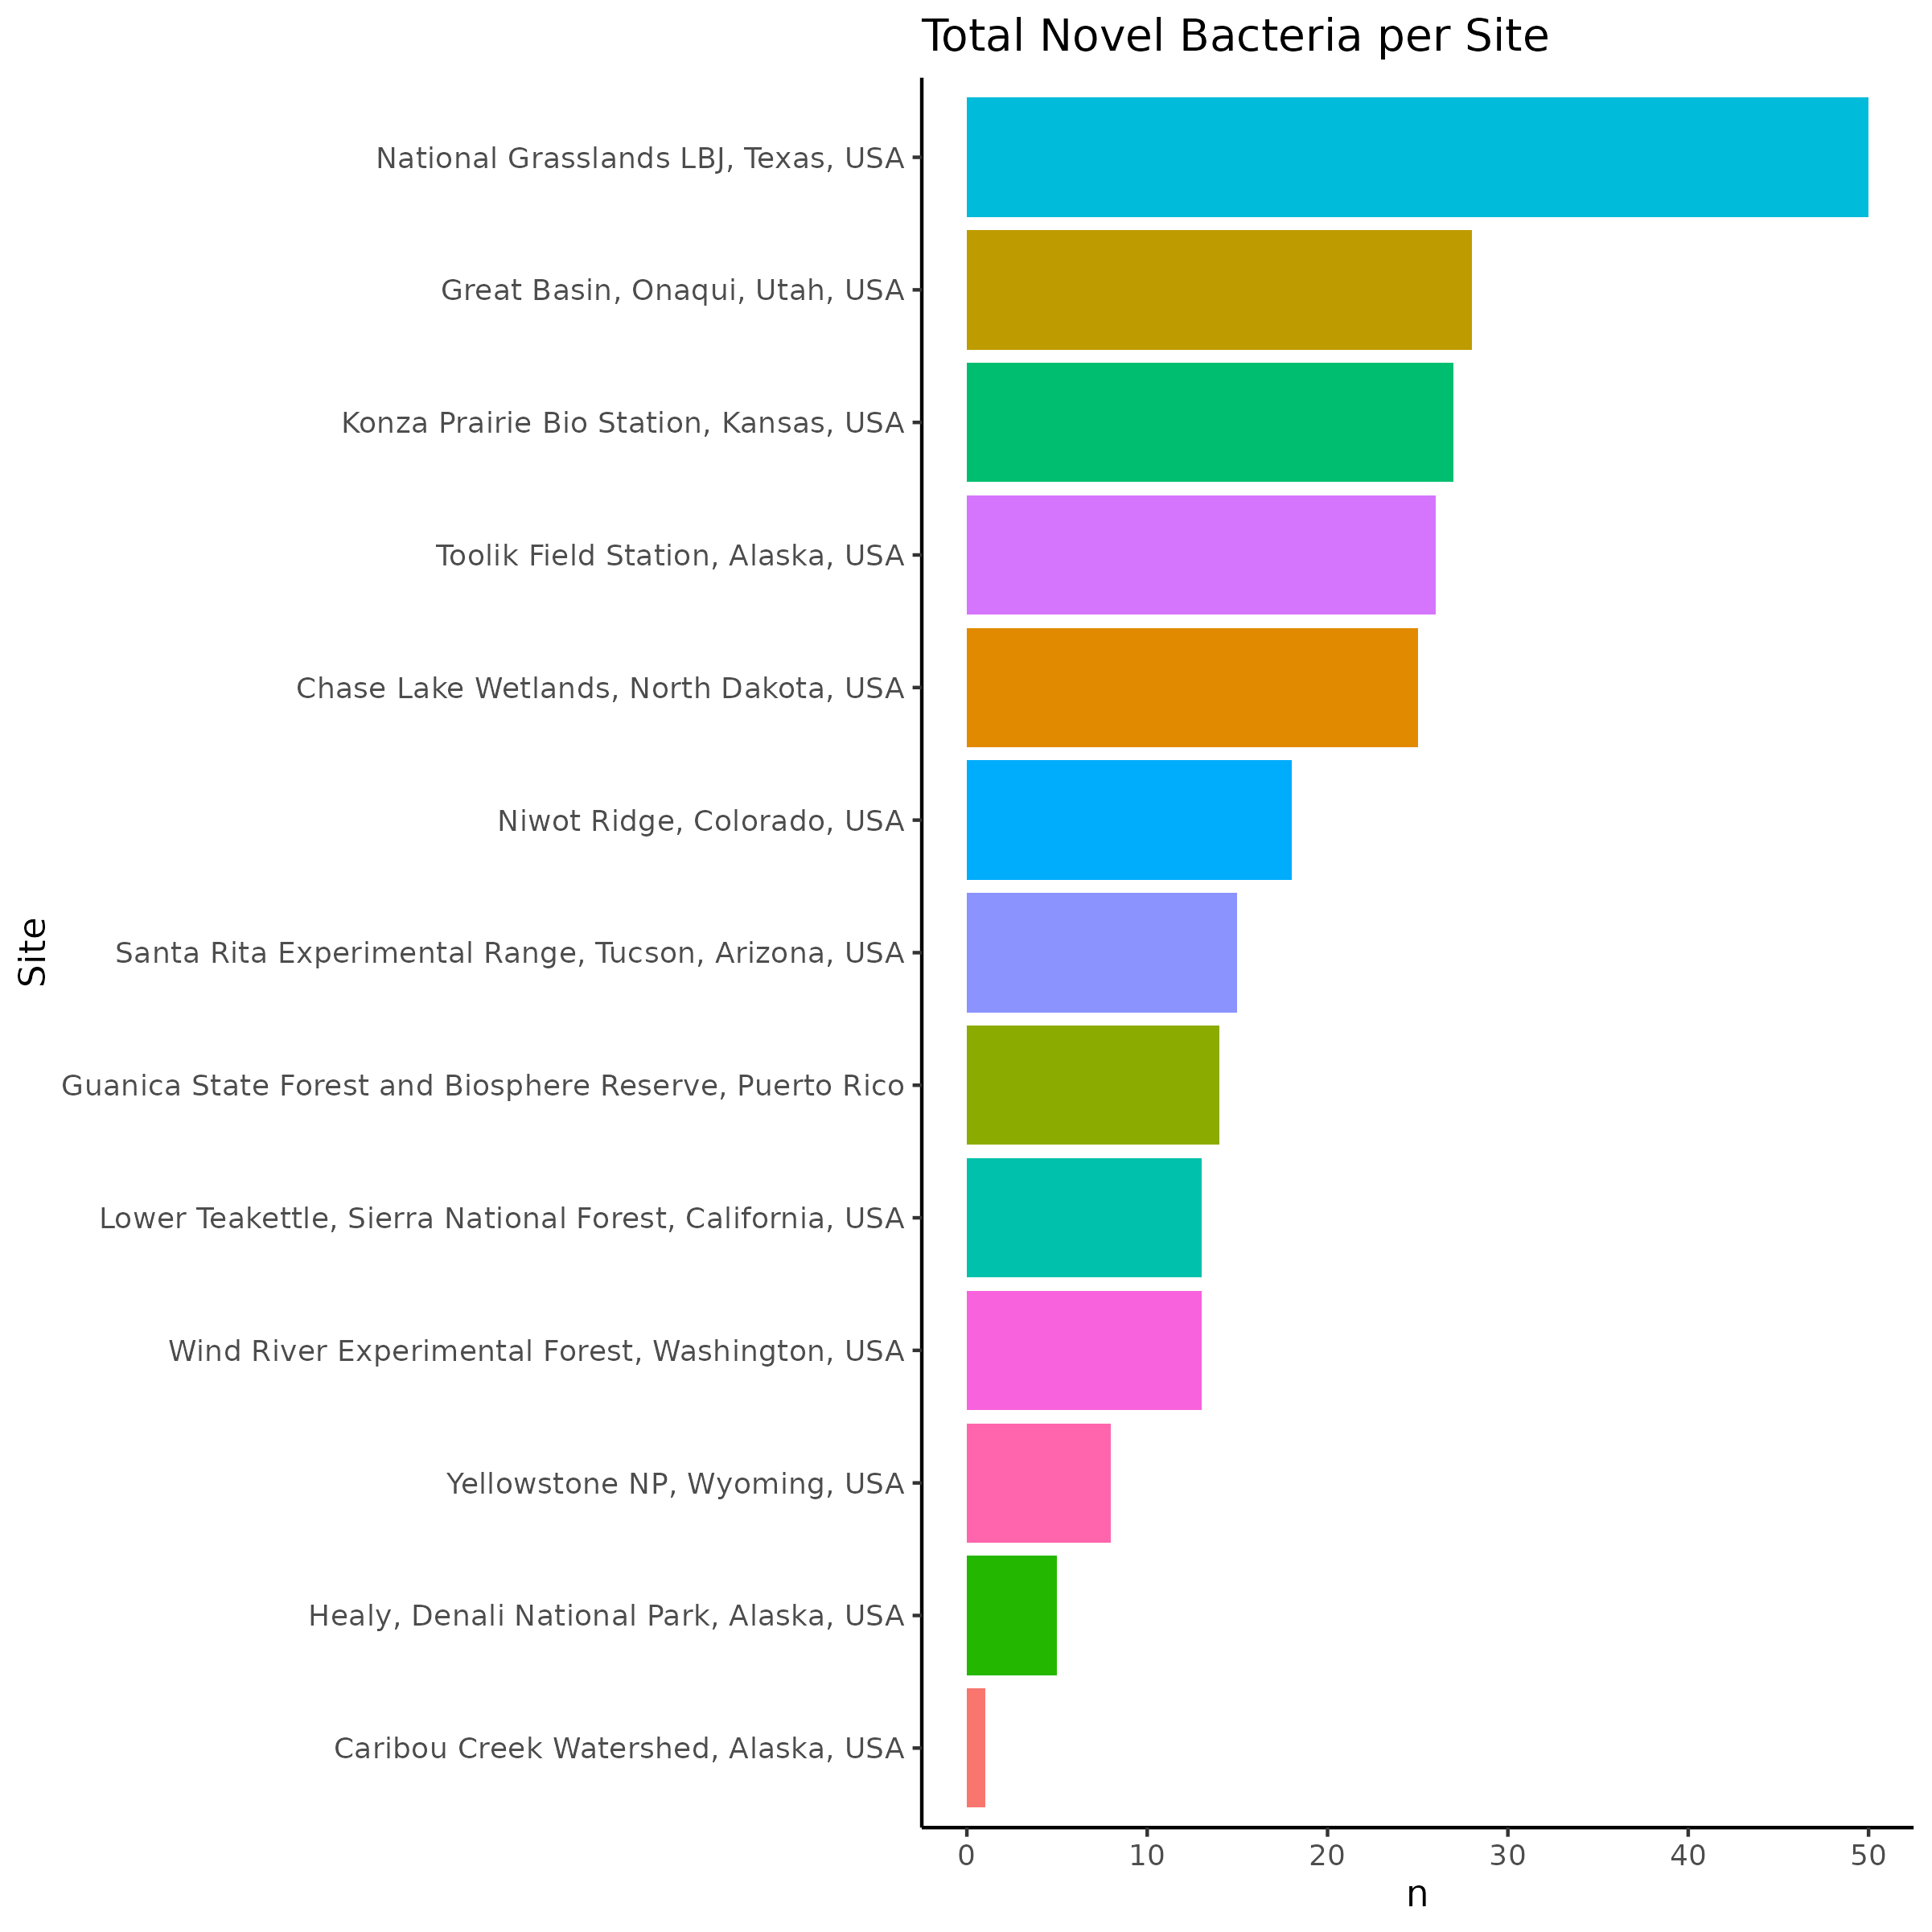 Total Novel Bacteria per Site
National Grasslands LBJ, Texas, USA
Great Basin, Onaqui, Utah, USA
Konza Prairie Bio Station, Kansas, USA
Toolik Field Station, Alaska, USA
Chase Lake Wetlands, North Dakota, USA
Niwot Ridge, Colorado, USA
Santa Rita Experimental Range, Tucson, Arizona, USA
Guanica State Forest and Biosphere Reserve, Puerto Rico
Lower Teakettle, Sierra National Forest, California, USA
Wind River Experimental Forest, Washington, USA
Yellowstone NP, Wyoming, USA
Healy, Denali National Park, Alaska, USA
Caribou Creek Watershed, Alaska, USA
Site
0 10 20 30 40 50
n